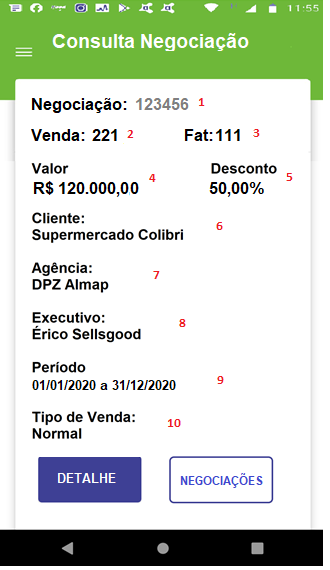 11:55
Consulta Negociação
Negociação: 123456 1
Venda: 221 2 Fat:111 3
Valor Desconto
R$ 120.000,00 4 50,00% 5
Cliente:
Supermercado Colibri 6
Agência:
DPZ Almap 7
Executivo:
Érico Sellsgood 8
Período
01/01/2020 a 31/12/2020 9
Tipo de Venda:
Normal 10
DETALHE NEGOCIAÇÕES